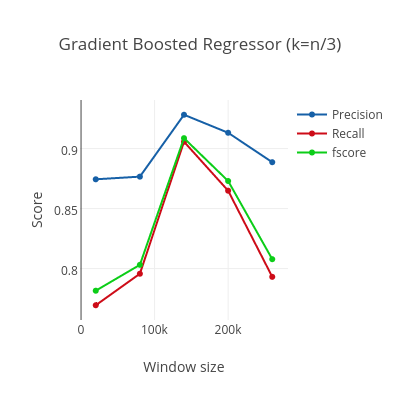 Gradient Boosted Regressor (k=n/3)
Precision
Recall
fscore
0.9
0.85
0.8
Score
0
100k
200k
Window size